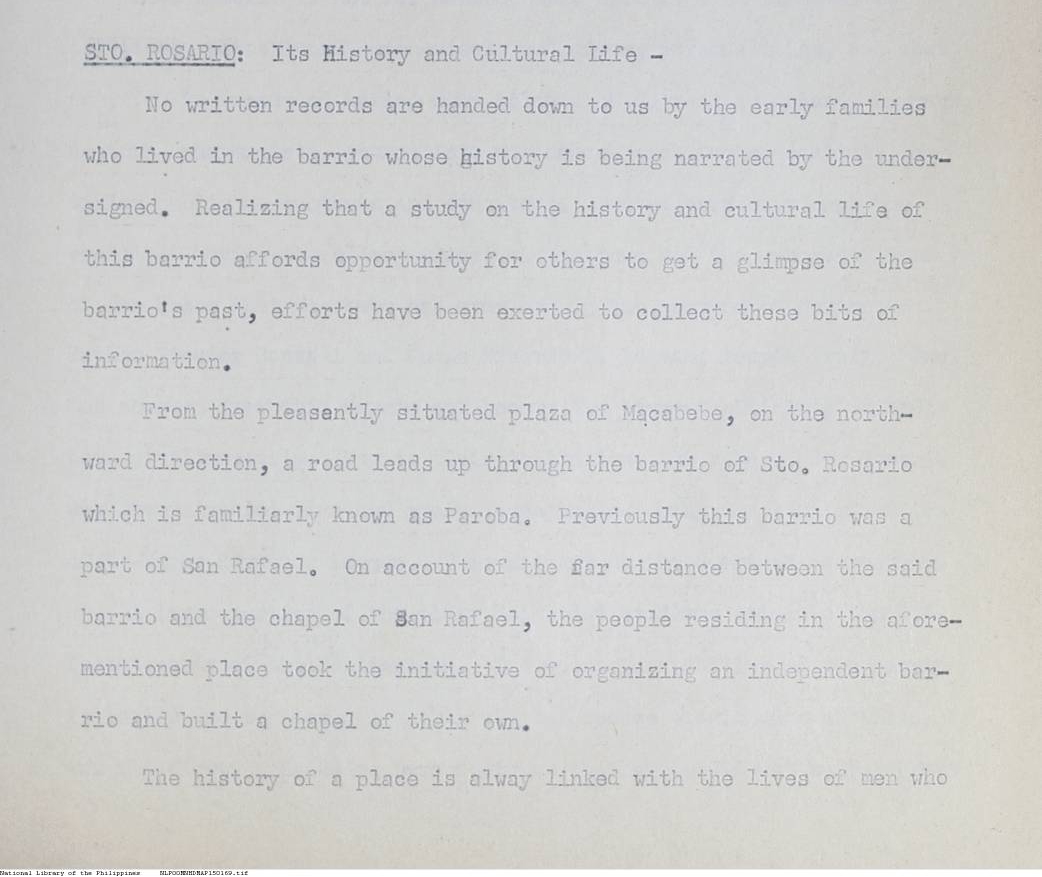 STO. ROSARIO: Its History and Cultural Life -
No written records are handed down to us by the early families
who lived in the barrio whose history is being narrated by the under-
signed. Realizing that a study on the history and cultural life of
this barrio affords opportunity for others to get a glimpse of the
barrio's past, efforts have been exerted to collect these bits of
information.
From the pleasantly situated plaza of Macabebe, on the north-
ward direction, a road leads up through the barrio of Sto. Rosario
which is familiarly known as Paroba. Previously this barrio was a
part of San Rafael. On account of the far distance between the said
barrio and the chapel of San Rafael, the people residing in the afore-
mentioned place took the initiative of organizing an independent bar-
rio and built a chapel of their own.
The history of a place is alway linked with the lives of men who
National Library of the Philippines NLPOOMNHDMAP150169.tif